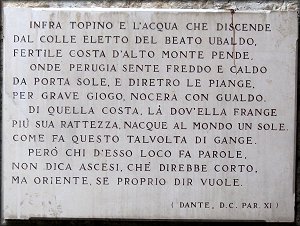 INFRA TOPINO E L'ACQUA CHE DISCENDE
DAL COLLE ELETTO DEL BEATO UBALDO,
FERTILE COSTA D'ALTO MONTE PENDE,
ONDE PERUGIA SENTE FREDDO E CALDO
DA PORTA SOLE, E DIRETRO LE PIANGE,
PER GRAVE GIOGO, NOCERA CON GUALDO.
DI QUELLA COSTA, LÀ DOV'ELLA FRANGE
PIÙ SUA RATTEZZA, NACQUE AL MONDO UN SOLE,
COME FA QUESTO TALVOLTA DI GANGE.
PERÒ CHI D'ESSO LOCO FA PAROLE,
NON DICA ASCESI, CHÉ DIREBBE CORTO,
MA ORIENTE, SE PROPIO DIR VUOLE.
( DANTE, D.C. PAR. XI )